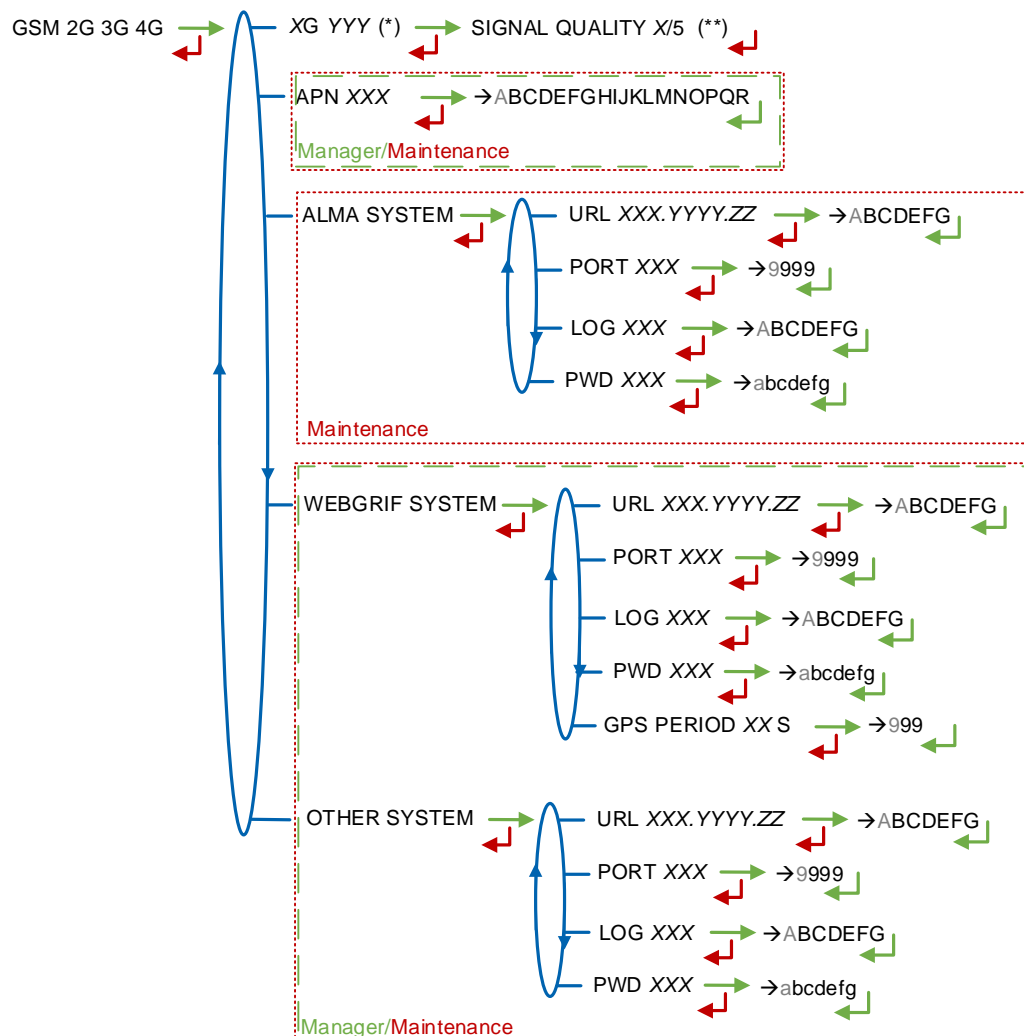 GSM 2G 3G 4G XG YYY (*) SIGNAL QUALITY X/5 (**)
APN XXX →ABCDEFGHIJKLMNOPQR
Manager/Maintenance
ALMA SYSTEM URL XXX.YYYY.ZZ →ABCDEFG
PORT XXX →9999
LOG XXX →ABCDEFG
PWD XXX →abcdefg
Maintenance
WEBGRIF SYSTEM URL XXX.YYYY.ZZ →ABCDEFG
PORT XXX →9999
LOG XXX →ABCDEFG
PWD XXX →abcdefg
GPS PERIOD XX S →999
OTHER SYSTEM URL XXX.YYYY.ZZ →ABCDEFG
PORT XXX →9999
LOG XXX →ABCDEFG
PWD XXX →abcdefg
Manager/Maintenance